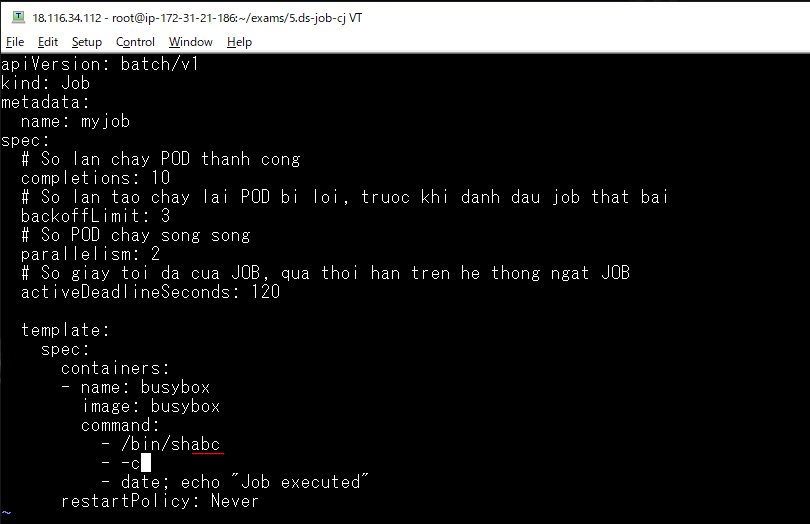 18.116.34.112 - root@ip-172-31-21-186:~/exams/5.ds-job-cj VT
File Edit Setup Control Window Help
apiVersion: batch/v1
kind: Job
metadata:
  name: myjob
spec:
  # So lan chay POD thanh cong
  completions: 10
  # So lan tao chay lai POD bi loi, truoc khi danh dau job that bai
  backoffLimit: 3
  # So POD chay song song
  parallelism: 2
  # So giay toi da cua JOB, qua thoi han tren he thong ngat JOB
  activeDeadlineSeconds: 120

  template:
    spec:
      containers:
      - name: busybox
        image: busybox
        command:
          - /bin/shabc
          - -c
          - date; echo "Job executed"
      restartPolicy: Never
~